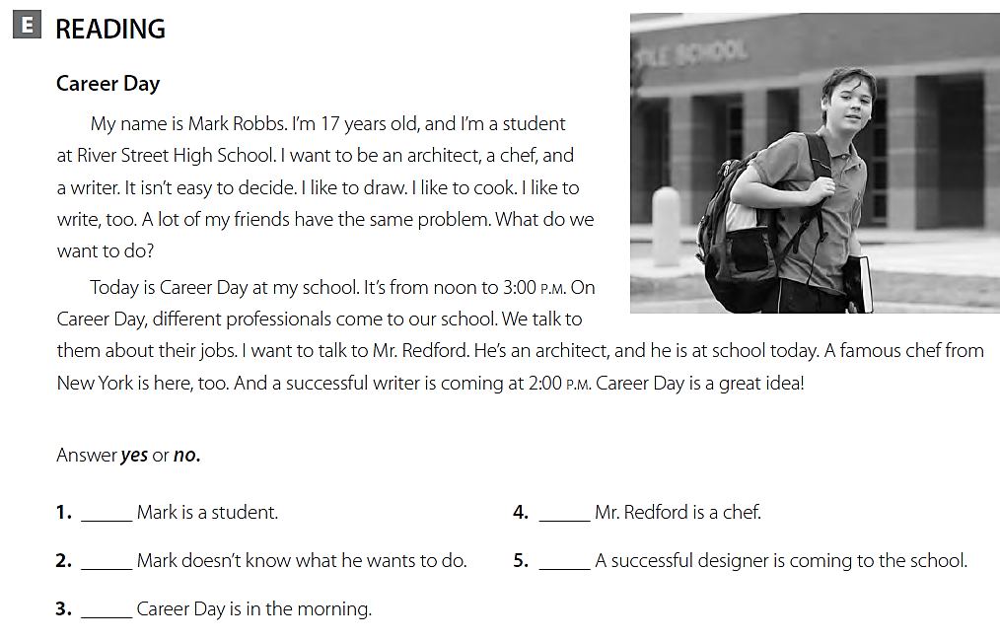 E READING
Career Day
My name is Mark Robbs. I'm 17 years old, and I'm a student
at River Street High School. I want to be an architect, a chef, and
a writer. It isn't easy to decide. I like to draw. I like to cook. I like to
write, too. A lot of my friends have the same problem. What do we
want to do?
Today is Career Day at my school. It's from noon to 3:00 P.M. On
Career Day, different professionals come to our school. We talk to
them about their jobs. I want to talk to Mr. Redford. He's an architect, and he is at school today. A famous chef from
New York is here, too. And a successful writer is coming at 2:00 P.M. Career Day is a great idea!
SCHOOL
Answer yes or no.
1. _____ Mark is a student.
2. _____ Mark doesn't know what he wants to do.
3. _____ Career Day is in the morning.
4. _____ Mr. Redford is a chef.
5. _____ A successful designer is coming to the school.